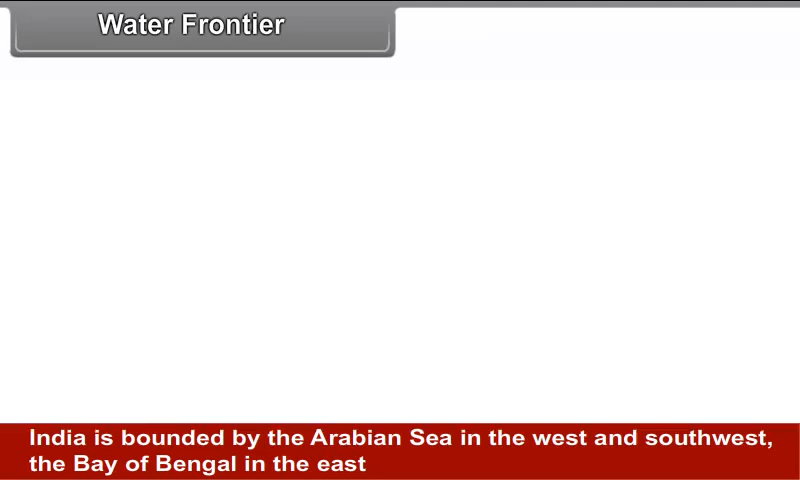 Water Frontier
India is bounded by the Arabian Sea in the west and southwest,
the Bay of Bengal in the east